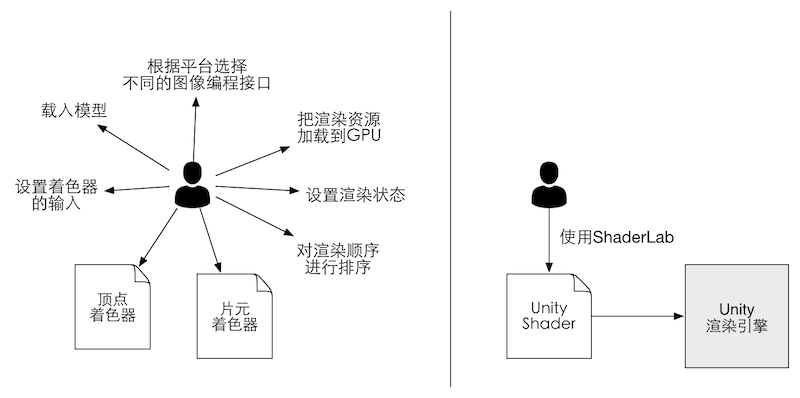 根据平台选择
不同的图像编程接口
载入模型
把渲染资源
加载到GPU
设置着色器
的输入
设置渲染状态
对渲染顺序
进行排序
顶点
着色器
片元
着色器
使用ShaderLab
Unity
Shader
Unity
渲染引擎